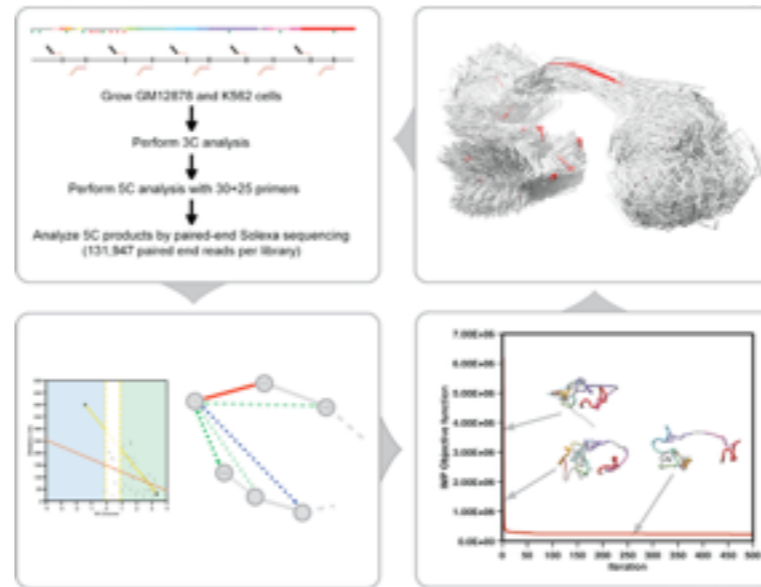 Grow GM12878 and K562 cells
Perform 3C analysis
Perform 5C analysis with 30+25 primers
Analyze 5C products by paired-end Solexa sequencing
(131,947 paired end reads per library)
7.00E+06
6.00E+06
5.00E+06
4.00E+06
3.00E+06
2.00E+06
1.00E+06
0.00E+00
IMP Objective function
0 50 100 150 200 250 300 350 400 450 500
Iteration